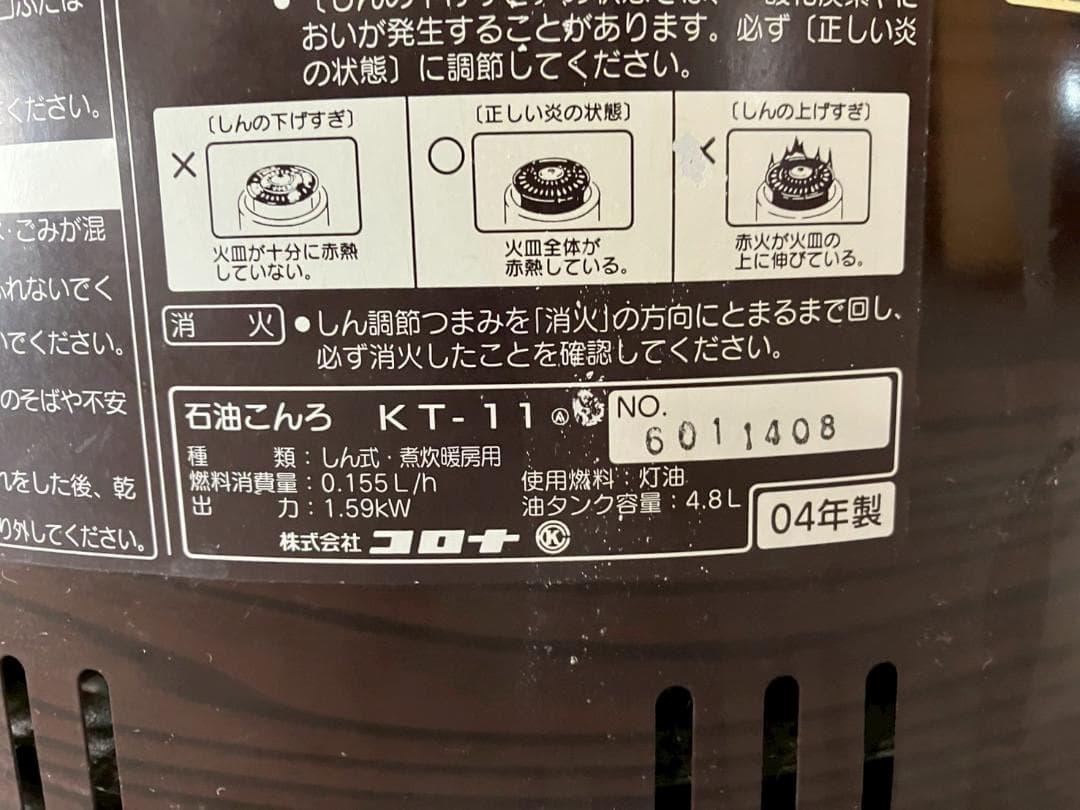 こぶたは
ください。
ごみが混
ふれないでく
いでください。
のそばや不安
れをした後、乾
り外してください。
おいが発生することがあります。必ず〔正しい炎
の状態〕に調節してください。
〔しんの下げすぎ〕
×
火皿が十分に赤熱
していない。
〔正しい炎の状態〕
○
火皿全体が
赤熱している。
〔しんの上げすぎ〕
赤火が火皿の
上に伸びている。
消 火
●しん調節つまみを「消火」の方向にとまるまで回し、
必ず消火したことを確認してください。
石油こんろ KT-11 Ⓐ
NO.
6011408
種 類：しん式・煮炊暖房用
燃料消費量：0.155L/h 使用燃料：灯油
出 力：1.59kW 油タンク容量：4.8L
04年製
株式会社 コロナ